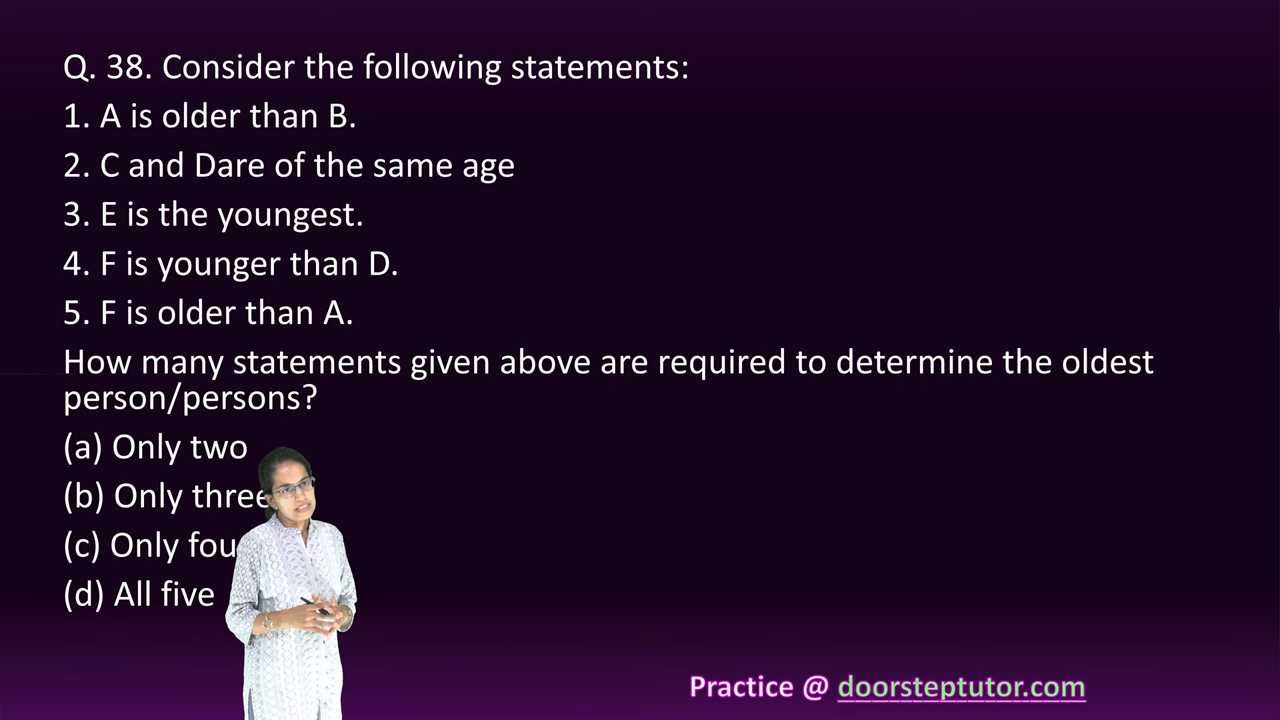 Q. 38. Consider the following statements:
1. A is older than B.
2. C and Dare of the same age
3. E is the youngest.
4. F is younger than D.
5. F is older than A.
How many statements given above are required to determine the oldest
person/persons?
(a) Only two
(b) Only three
(c) Only fou
(d) All five
Practice @ doorsteptutor.com